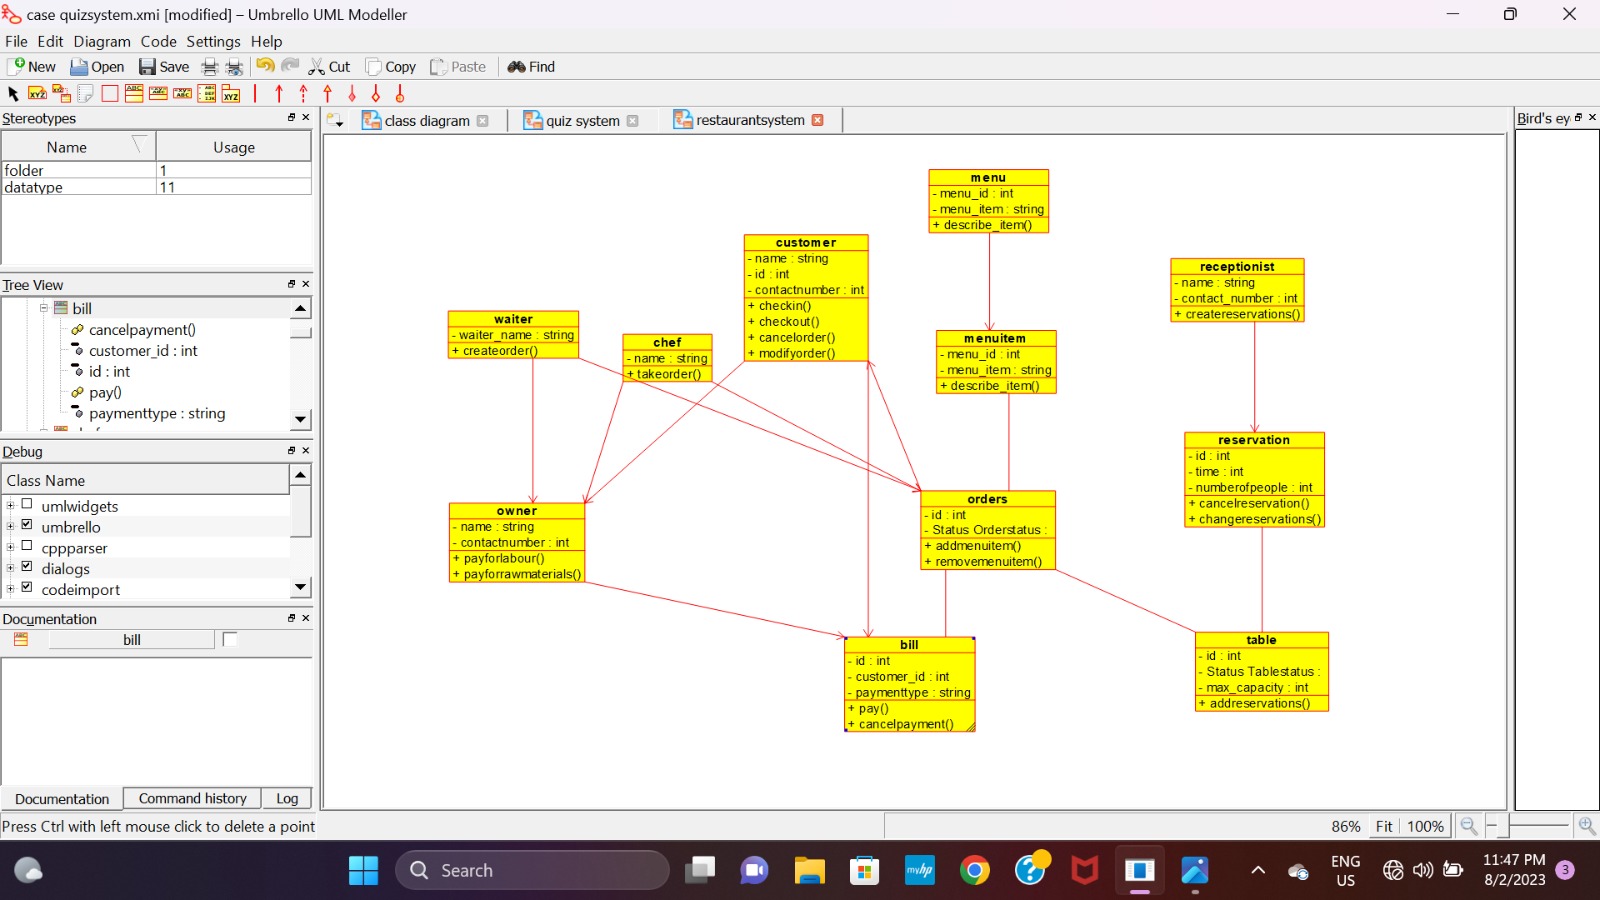 case quizsystem.xmi [modified] – Umbrello UML Modeller
File Edit Diagram Code Settings Help
New Open Save Cut Copy Paste Find
Stereotypes
Name Usage
folder 1
datatype 11
Tree View
bill
cancelpayment()
customer_id : int
id : int
pay()
paymenttype : string
Debug
Class Name
umlwidgets
umbrello
cppparser
dialogs
codeimport
Documentation
bill
Documentation Command history Log
Press Ctrl with left mouse click to delete a point
class diagram
quiz system
restaurantsystem
Bird's ey
menu
- menu_id : int
- menu_item : string
+ describe_item()
customer
- name : string
- id : int
- contactnumber : int
+ checkin()
+ checkout()
+ cancelorder()
+ modifyorder()
receptionist
- name : string
- contact_number : int
+ createreservations()
waiter
- waiter_name : string
+ createorder()
chef
- name : string
+ takeorder()
menuitem
- menu_id : int
- menu_item : string
+ describe_item()
reservation
- id : int
- time : int
- numberofpeople : int
+ cancelreservation()
+ changereservations()
owner
- name : string
- contactnumber : int
+ payforlabour()
+ payforrawmaterials()
orders
- id : int
- Status Orderstatus :
+ addmenuitem()
+ removemenuitem()
bill
- id : int
- customer_id : int
- paymenttype : string
+ pay()
+ cancelpayment()
table
- id : int
- Status Tablestatus :
- max_capacity : int
+ addreservations()
86% Fit 100%
Search
myhp
ENG
US
11:47 PM
8/2/2023
3